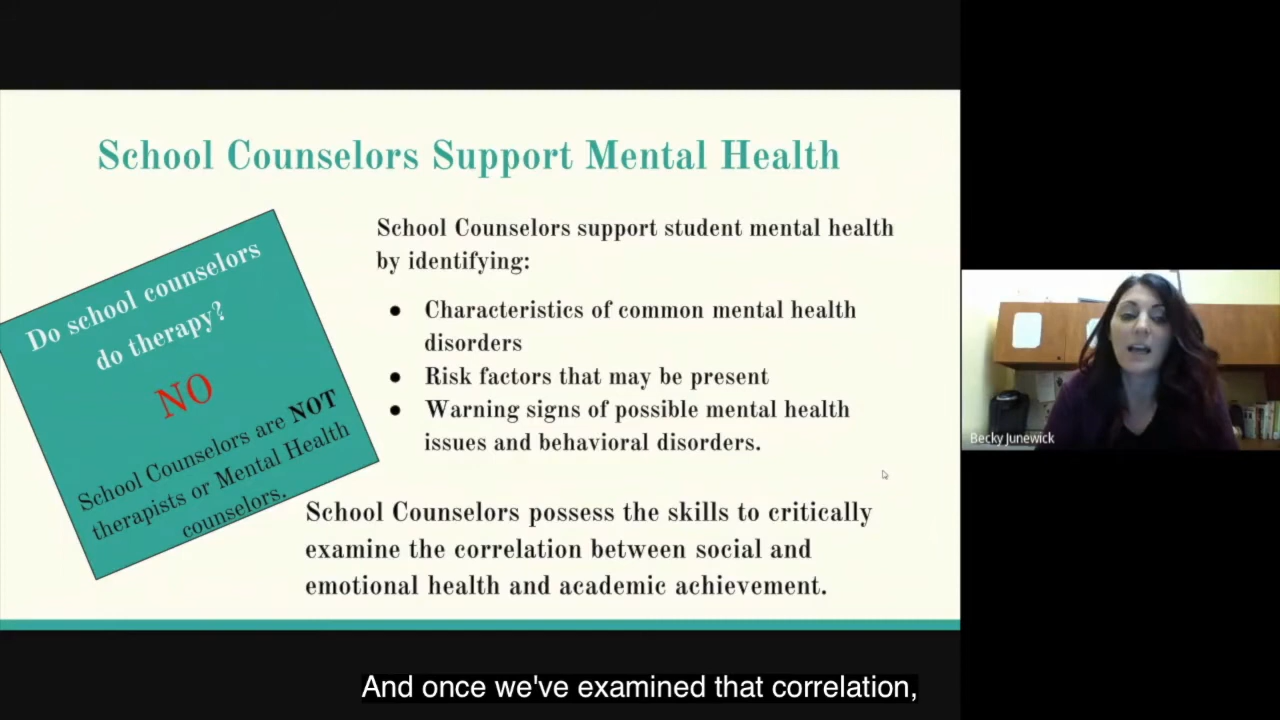 School Counselors Support Mental Health
Do school counselors
do therapy?
NO
School Counselors are NOT
therapists or Mental Health
counselors.
School Counselors support student mental health
by identifying:
● Characteristics of common mental health
disorders
● Risk factors that may be present
● Warning signs of possible mental health
issues and behavioral disorders.
School Counselors possess the skills to critically
examine the correlation between social and
emotional health and academic achievement.
Becky Junewick
And once we've examined that correlation,